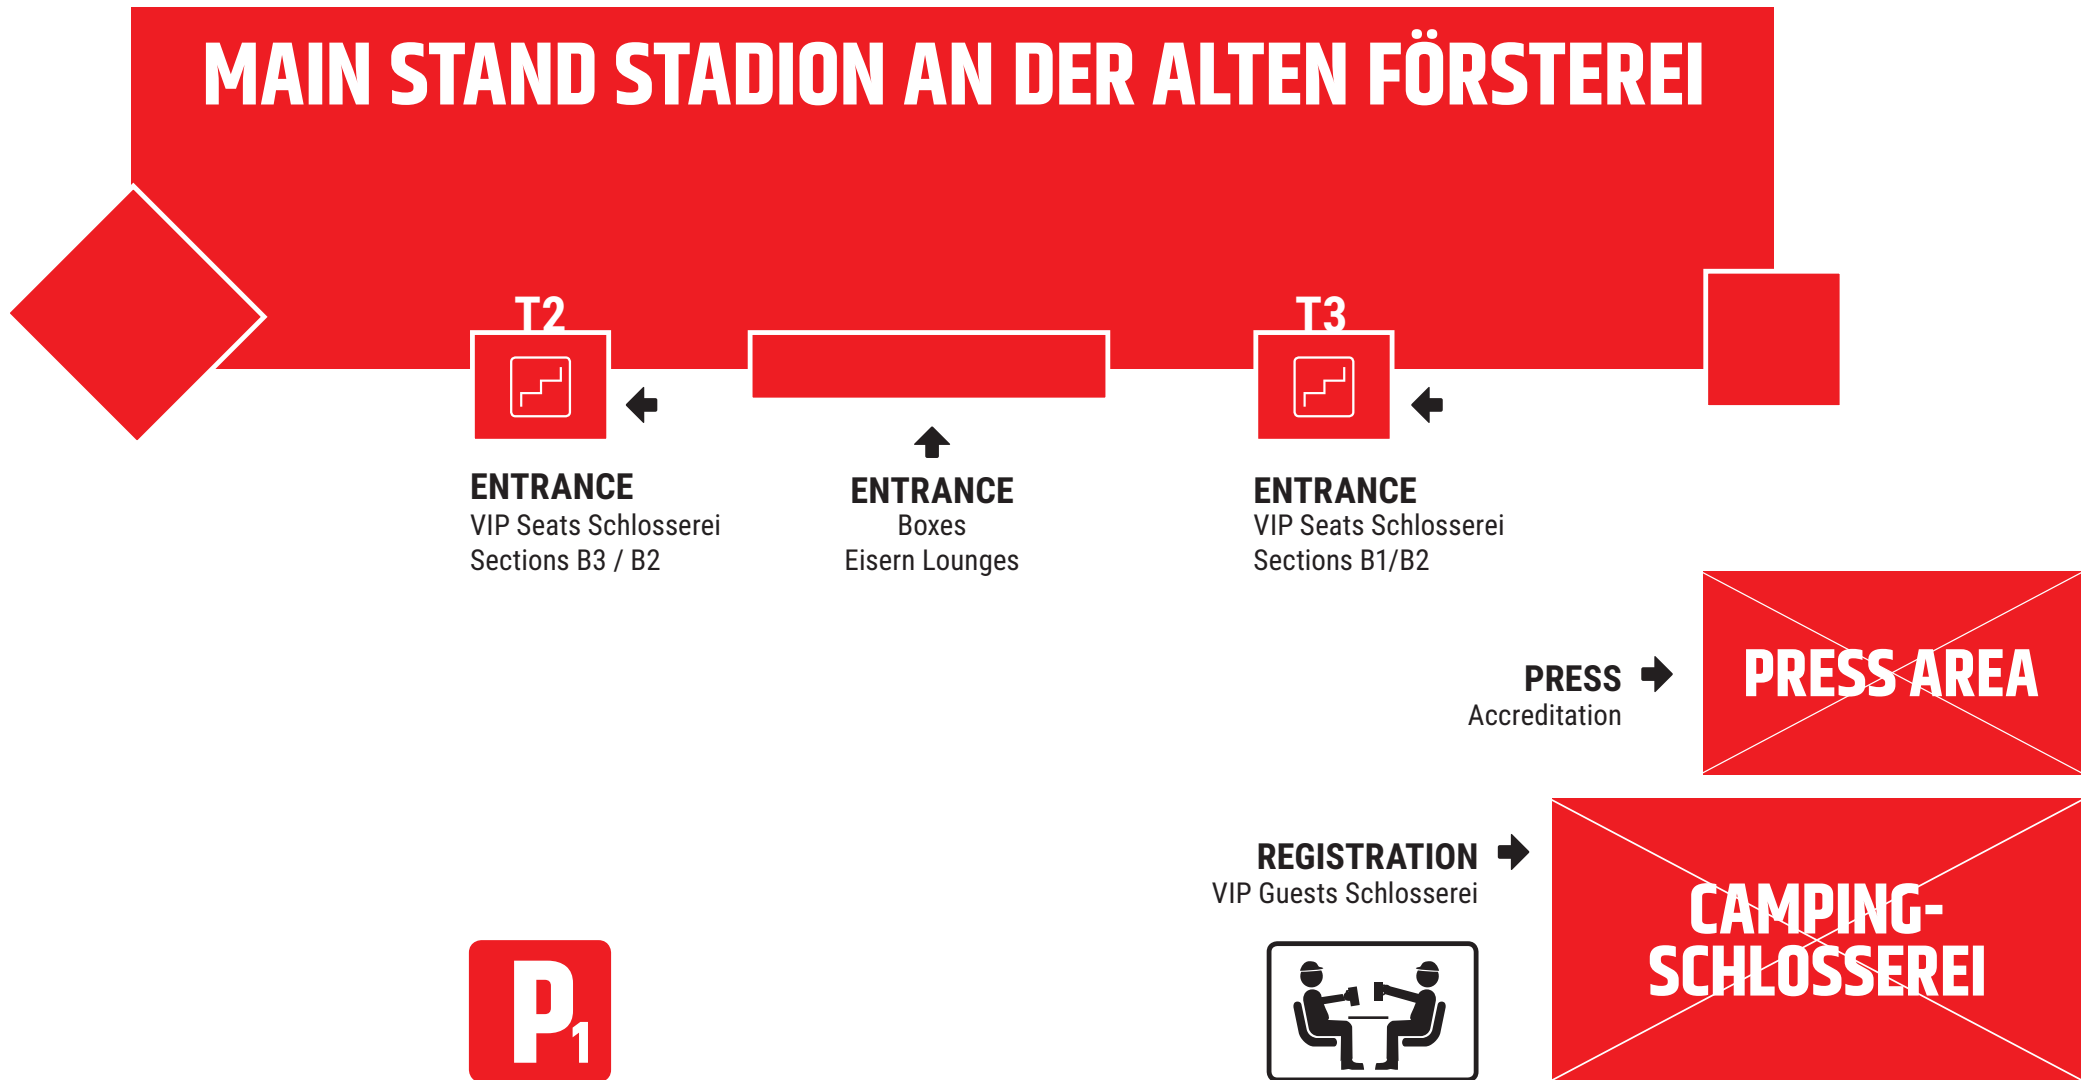 MAIN STAND STADION AN DER ALTEN FÖRSTEREI
T2
T3
ENTRANCE
VIP Seats Schlosserei
Sections B3 / B2
ENTRANCE
Boxes
Eisern Lounges
ENTRANCE
VIP Seats Schlosserei
Sections B1/B2
PRESS
Accreditation
PRESS AREA
REGISTRATION
VIP Guests Schlosserei
CAMPING-
SCHLOSSEREI
P1